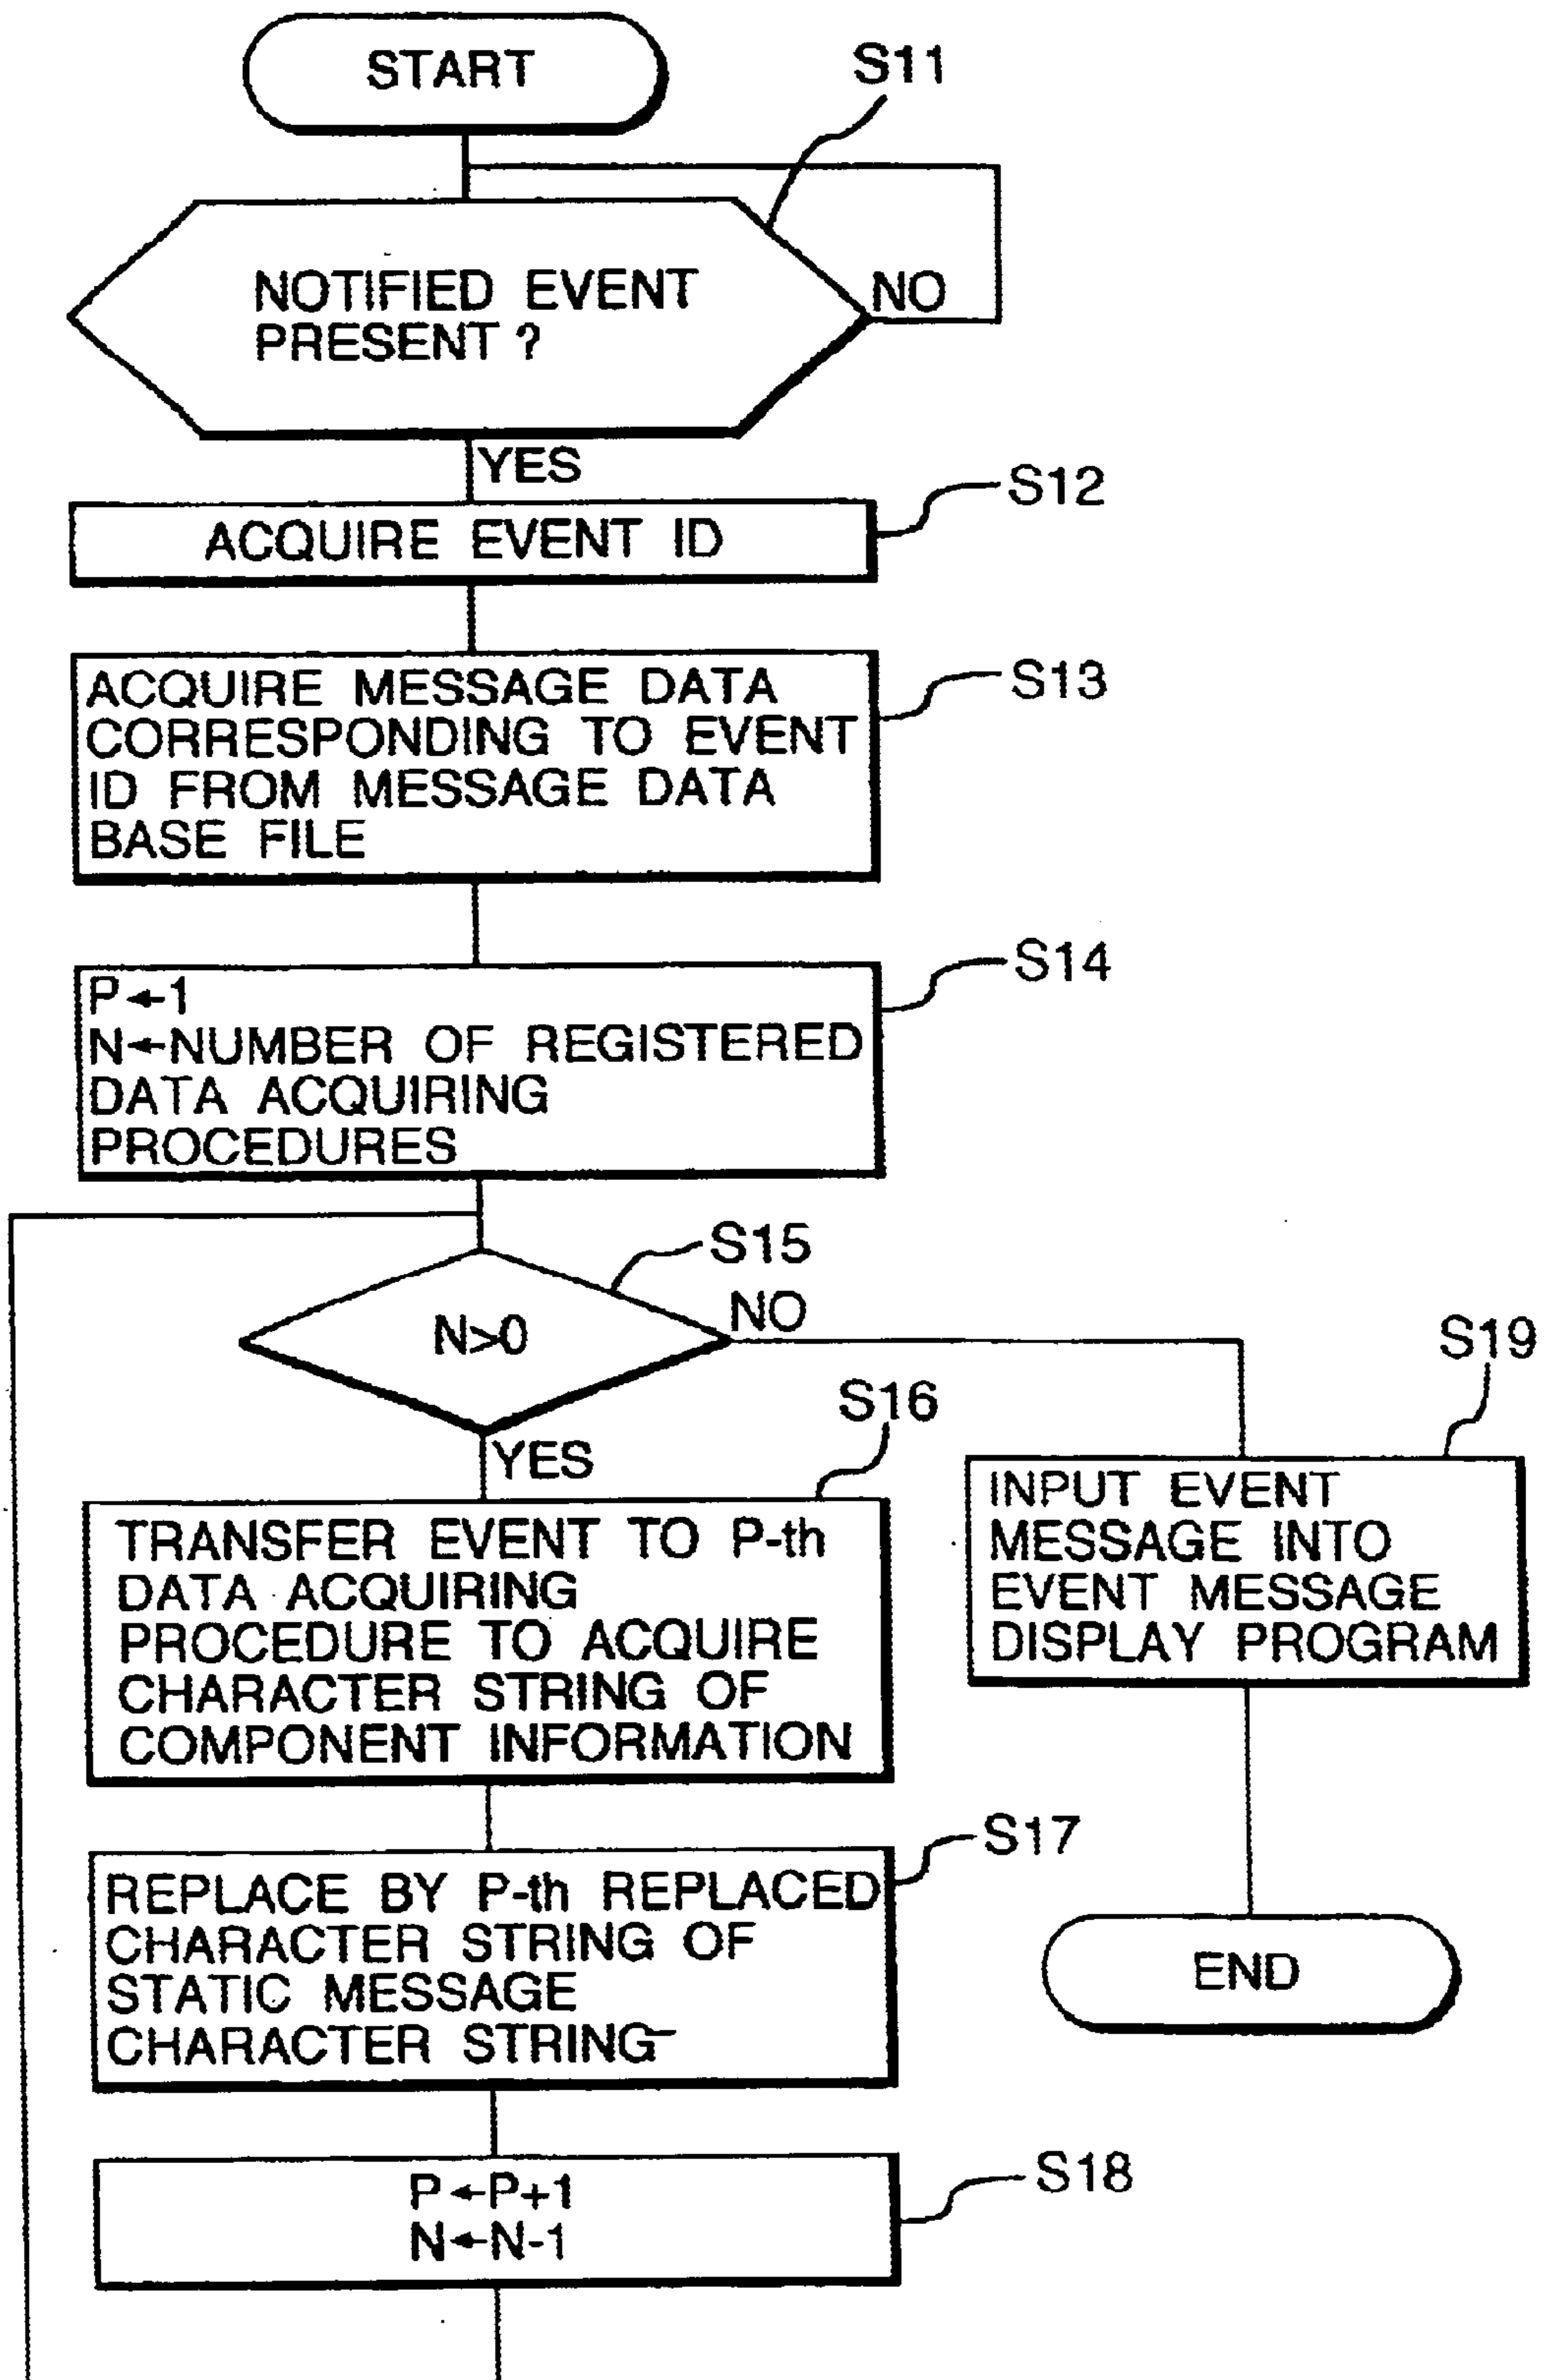 START
S11
NOTIFIED EVENT
PRESENT ?
NO
YES
S12
ACQUIRE EVENT ID
S13
ACQUIRE MESSAGE DATA
CORRESPONDING TO EVENT
ID FROM MESSAGE DATA
BASE FILE
S14
P←1
N←NUMBER OF REGISTERED
DATA ACQUIRING
PROCEDURES
S15
N>0
NO
YES
S16
TRANSFER EVENT TO P-th
DATA ACQUIRING
PROCEDURE TO ACQUIRE
CHARACTER STRING OF
COMPONENT INFORMATION
S19
INPUT EVENT
MESSAGE INTO
EVENT MESSAGE
DISPLAY PROGRAM
S17
REPLACE BY P-th REPLACED
CHARACTER STRING OF
STATIC MESSAGE
CHARACTER STRING
END
S18
P←P+1
N←N-1